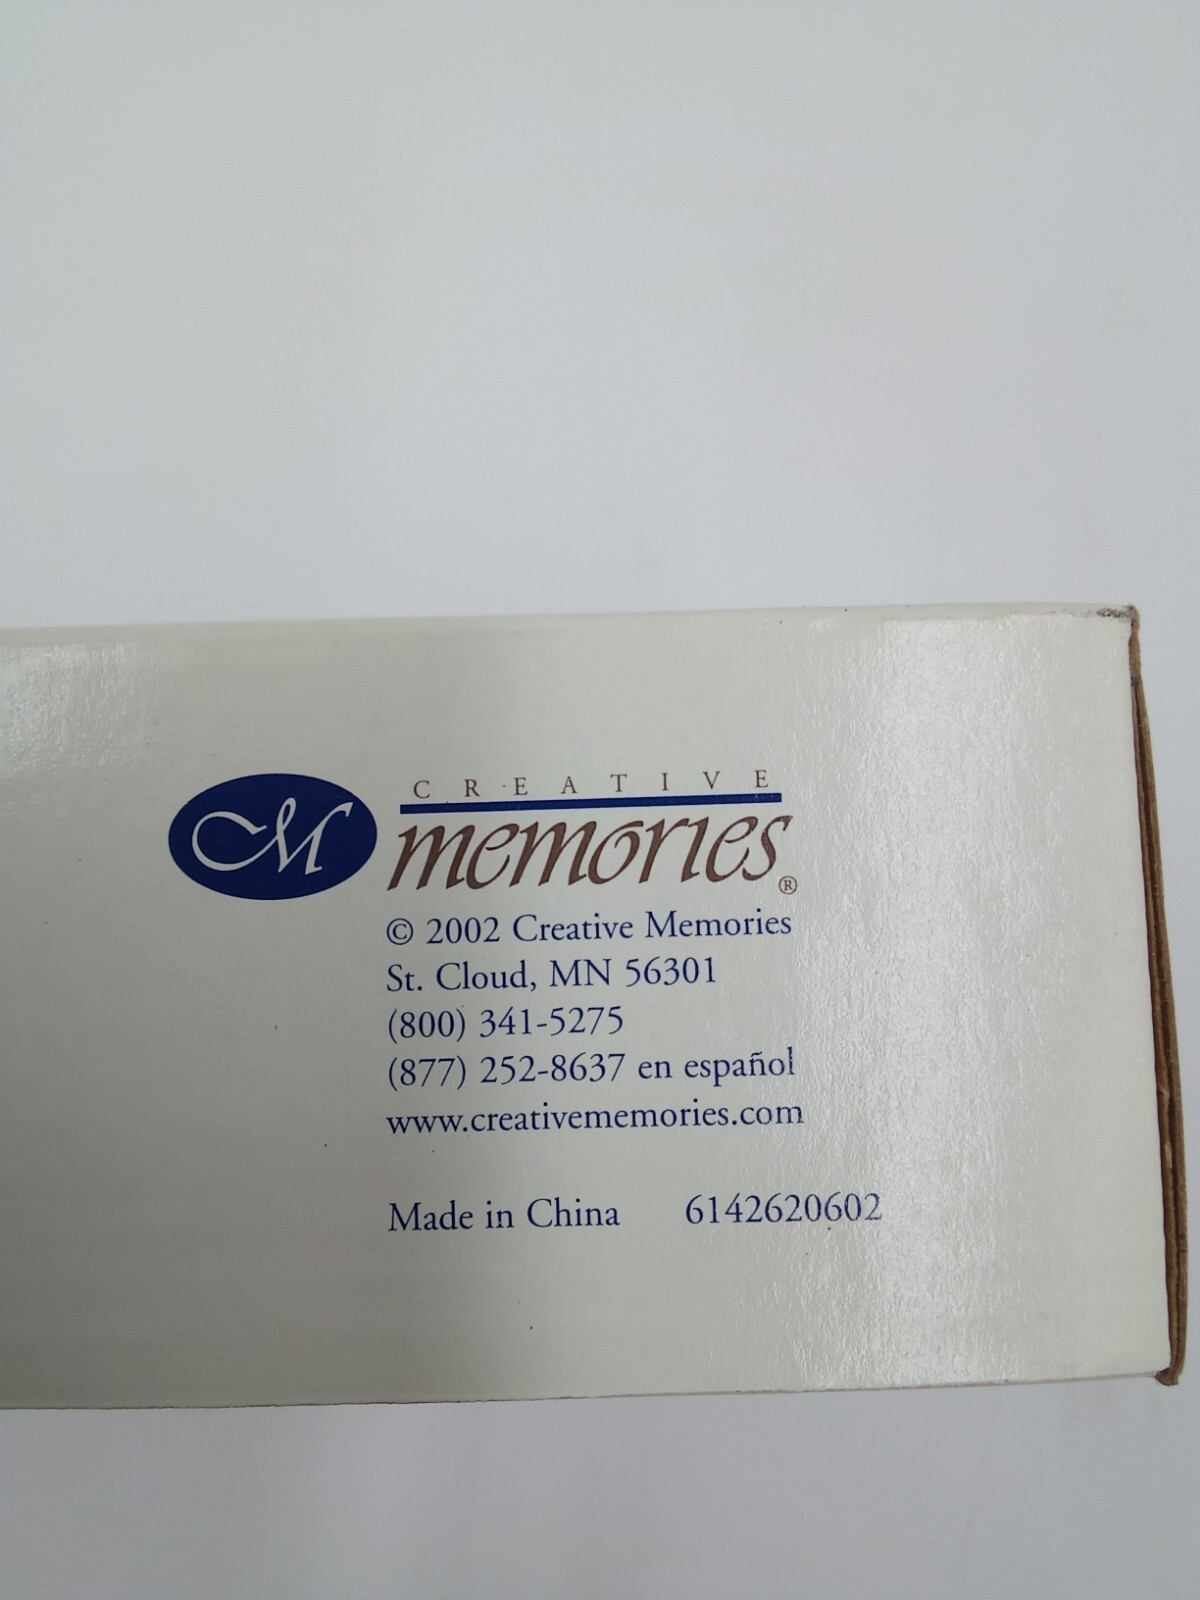 M
CREATIVE
memories®
© 2002 Creative Memories
St. Cloud, MN 56301
(800) 341-5275
(877) 252-8637 en español
www.creativememories.com
Made in China 6142620602